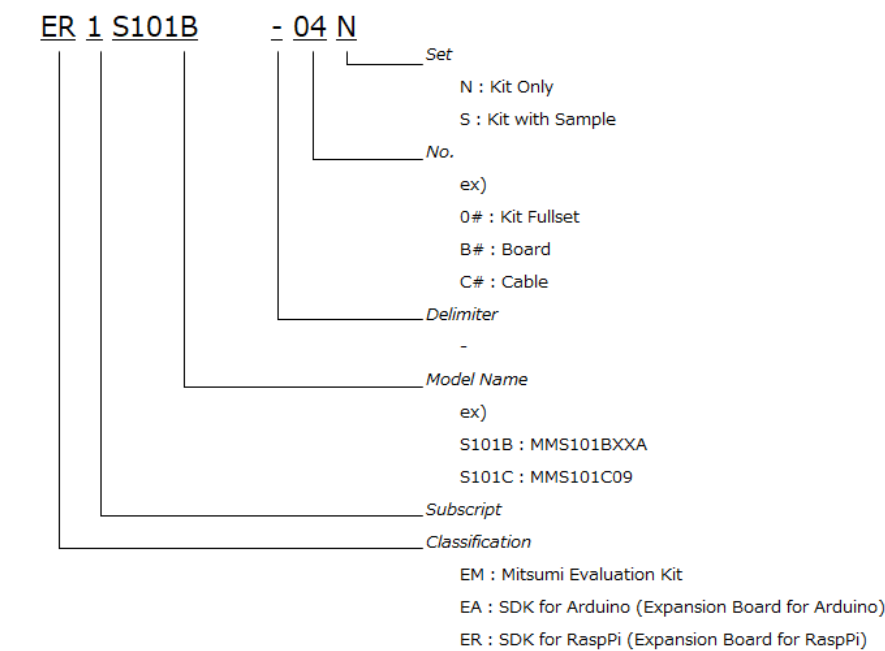 ER 1 S101B - 04 N
Set
N : Kit Only
S : Kit with Sample
No.
ex)
0# : Kit Fullset
B# : Board
C# : Cable
Delimiter
-
Model Name
ex)
S101B : MMS101BXXA
S101C : MMS101C09
Subscript
Classification
EM : Mitsumi Evaluation Kit
EA : SDK for Arduino (Expansion Board for Arduino)
ER : SDK for RaspPi (Expansion Board for RaspPi)